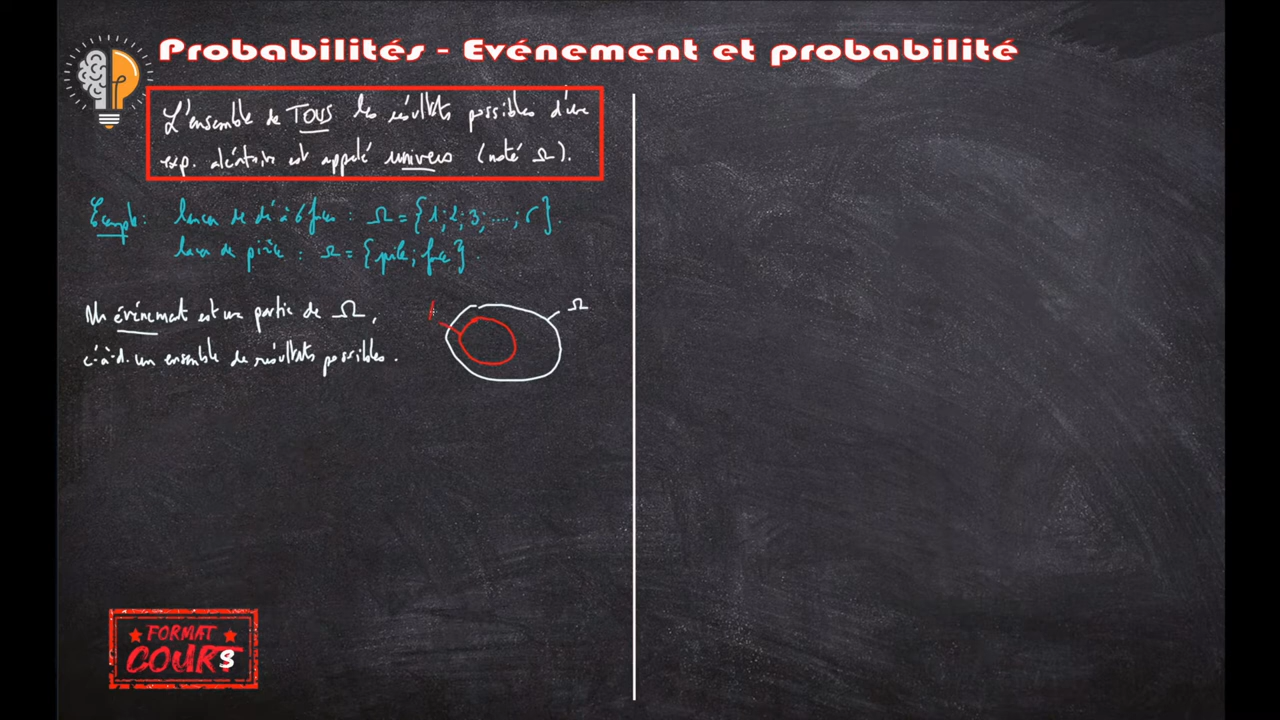 Probabilités - Evénement et probabilité
L'ensemble de TOUS les résultats possibles d'une
exp. aléatoire est appelé univers (noté Ω).
Exemple : lancer de dé à 6 faces : Ω = {1; 2; 3; ....; 6}.
lancer de pièce : Ω = {pile; face}.
Un événement est une partie de Ω,
c'-à-d. un ensemble de résultats possibles.
Ω
FORMAT
COURS